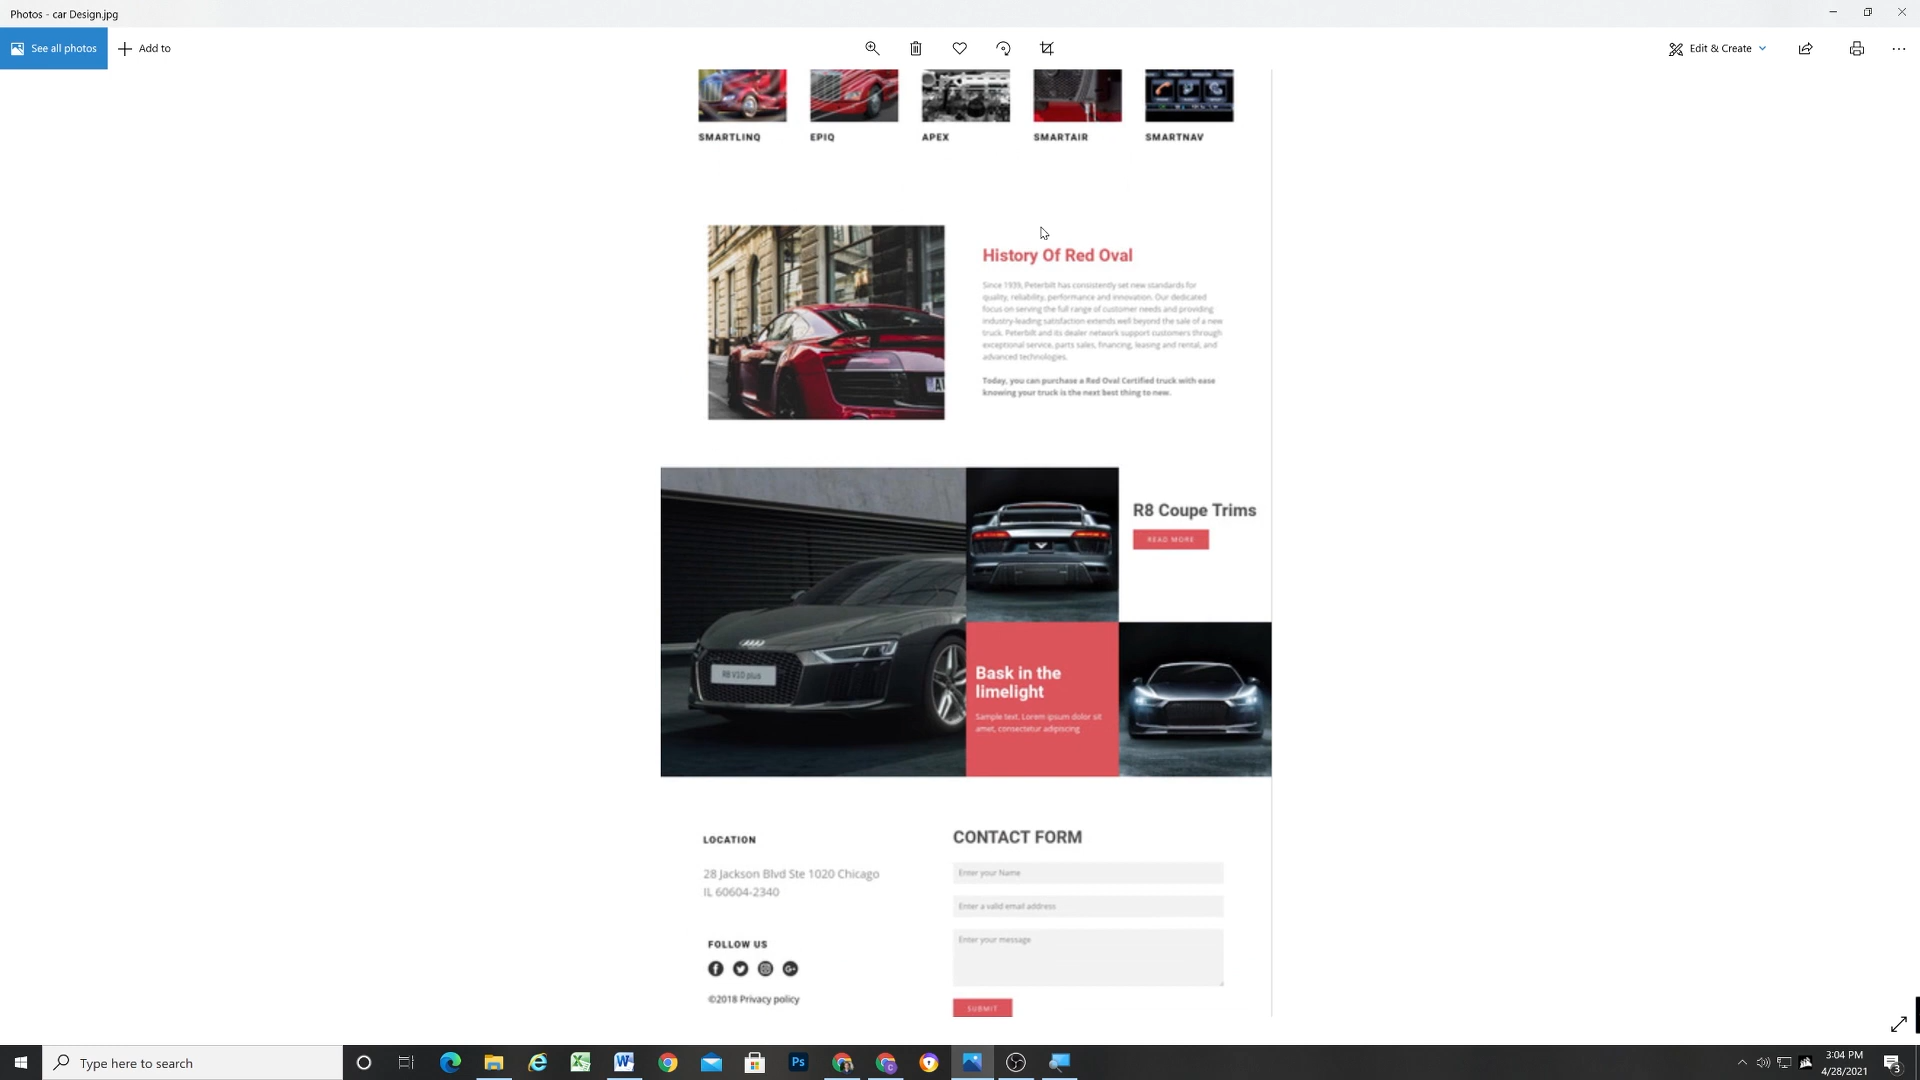 Photos - car Design.jpg
See all photos
Add to
Edit & Create
SMARTLINQ
EPIQ
APEX
SMARTAIR
SMARTNAV
History Of Red Oval
Since 1939, Peterbilt has consistently set new standards for
quality, reliability, performance and innovation. Our dedicated
focus on serving the full range of customer needs and providing
industry-leading satisfaction extends well beyond the sale of a new
truck. Peterbilt and its dealer network support customers through
exceptional service, parts sales, financing, leasing and rental, and
advanced technologies.
Today, you can purchase a Red Oval Certified truck with ease
knowing your truck is the next best thing to new.
R8 Coupe Trims
READ MORE
R8 V10 plus
Bask in the
limelight
Sample text. Lorem ipsum dolor sit
amet, consectetur adipiscing
LOCATION
28 Jackson Blvd Ste 1020 Chicago
IL 60604-2340
FOLLOW US
©2018 Privacy policy
CONTACT FORM
Enter your Name
Enter a valid email address
Enter your message
SUBMIT
Type here to search
3:04 PM
4/28/2021
3